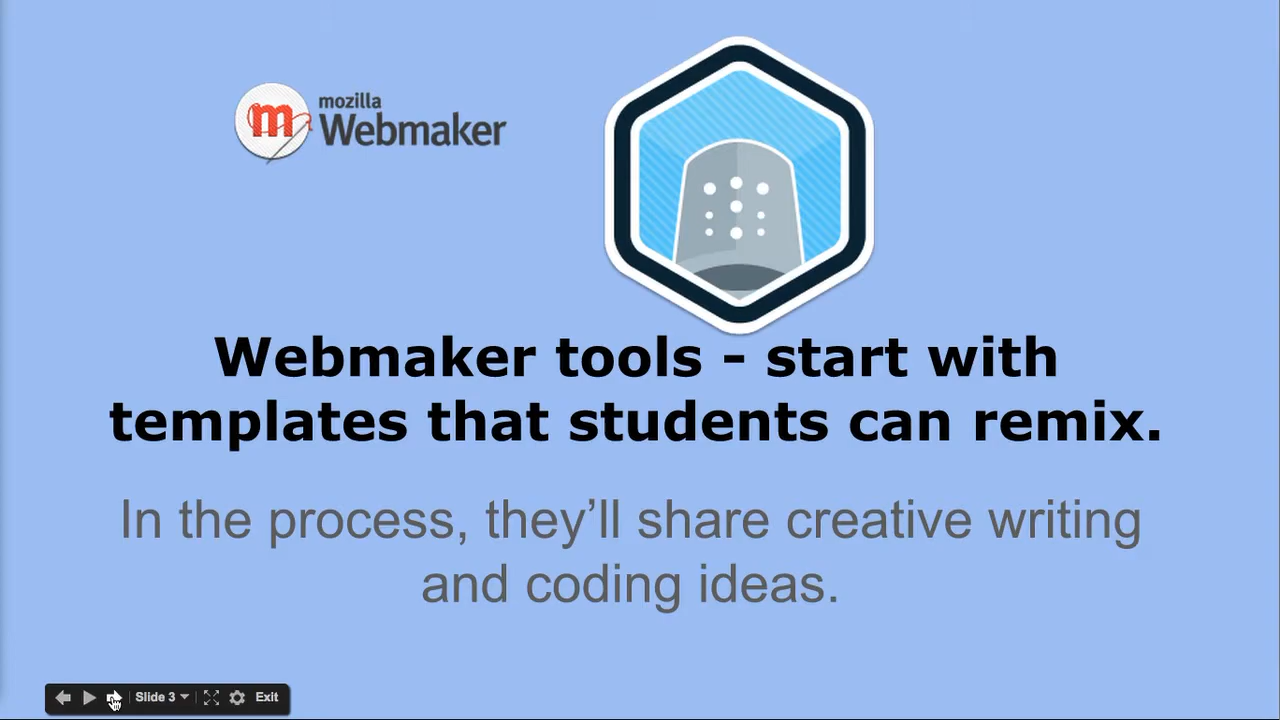 mozilla
Webmaker
Webmaker tools - start with
templates that students can remix.
In the process, they’ll share creative writing
and coding ideas.
Slide 3 Exit